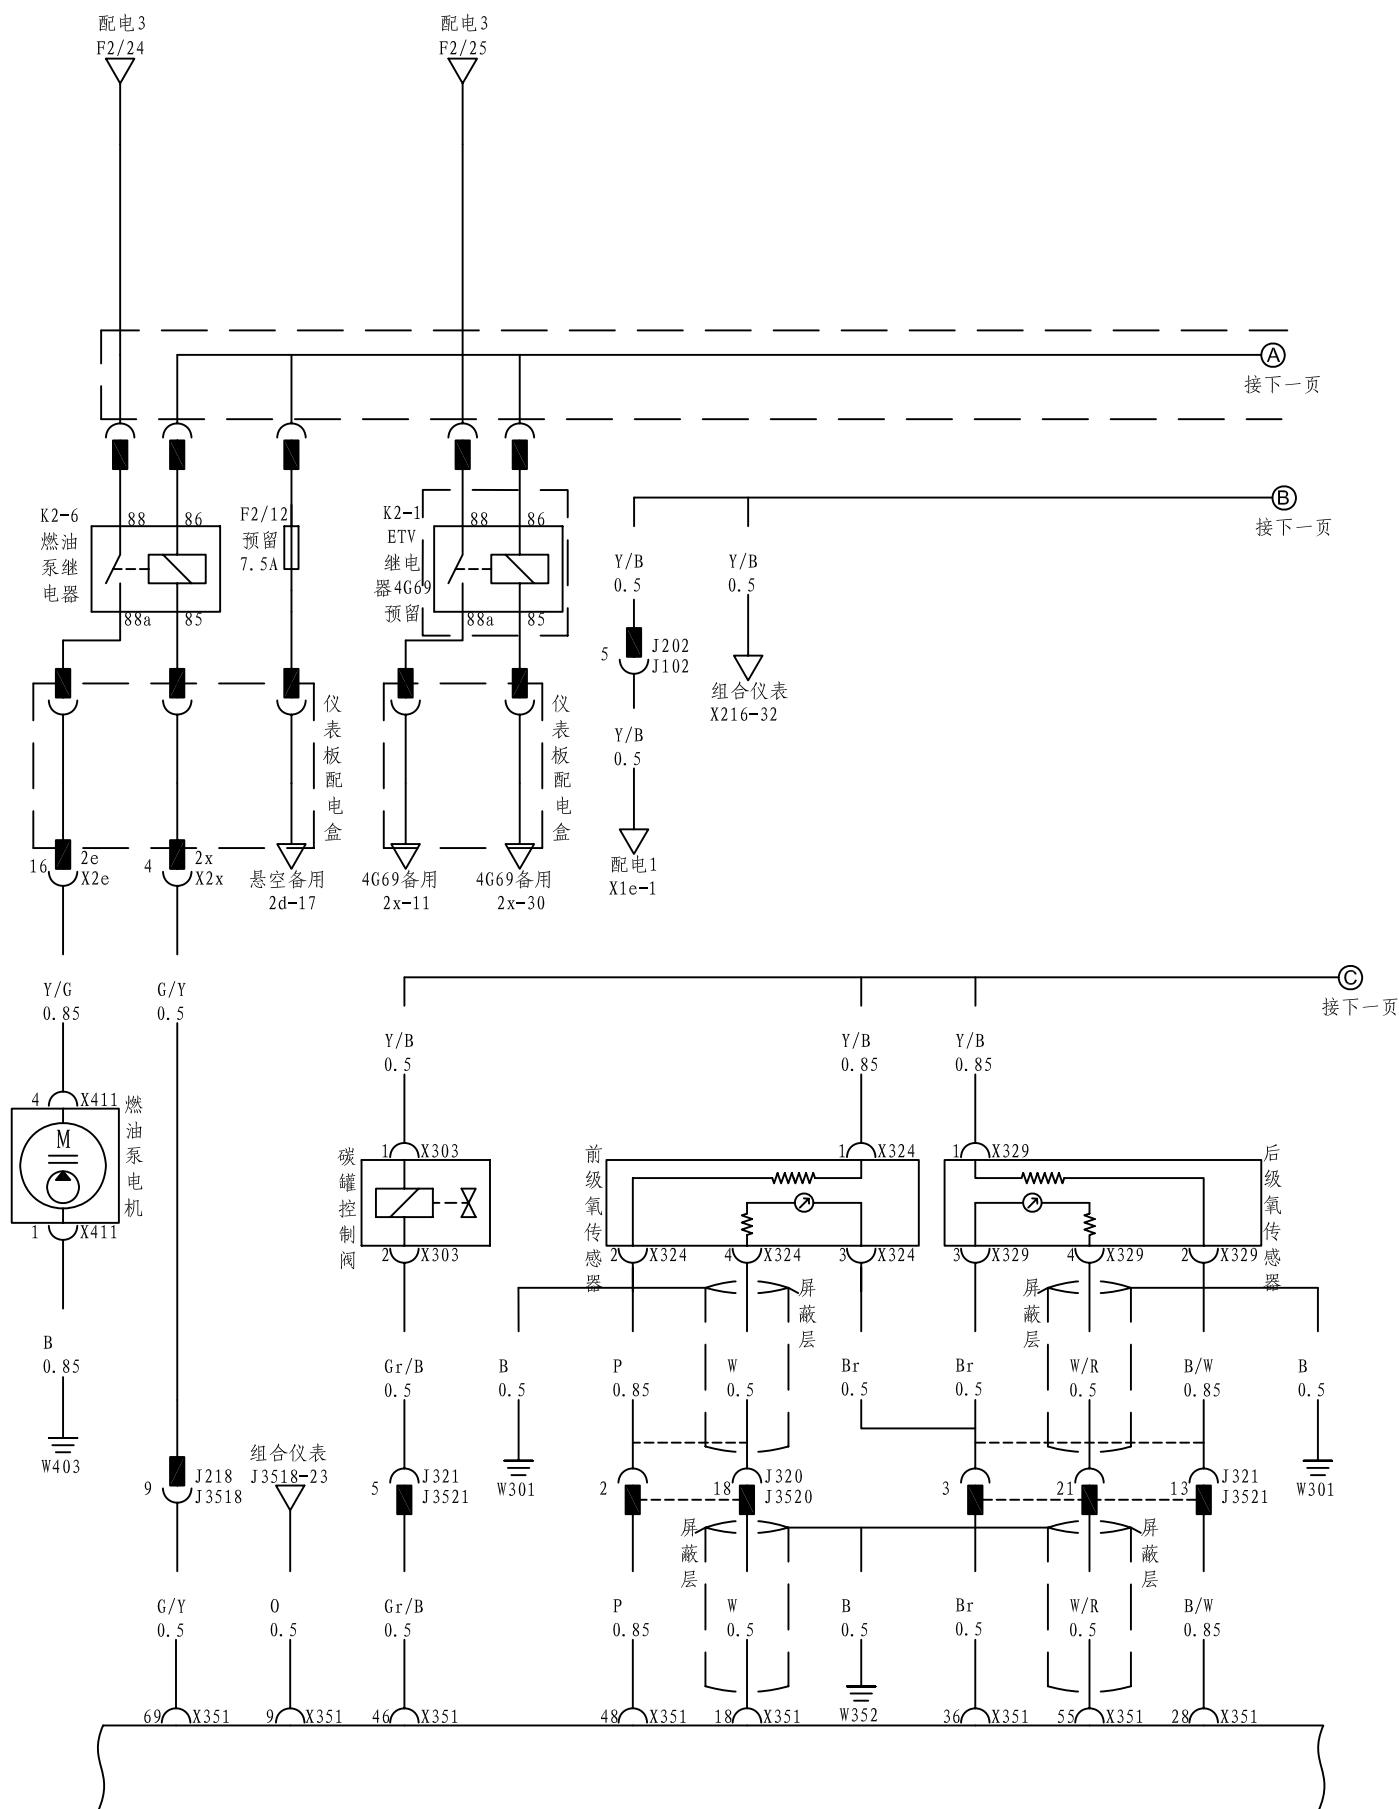 配电3
F2/24
配电3
F2/25
A
接下一页
B
接下一页
K2-6
燃油
泵继
电器
88
86
88a
85
F2/12
预留
7.5A
K2-1
ETV
继电
器4G69
预留
88
86
88a
85
Y/B
0.5
Y/B
0.5
5
J202
J102
组合仪表
X216-32
Y/B
0.5
配电1
X1e-1
仪表板配电盒
仪表板配电盒
16
2e
X2e
4
2x
X2x
悬空备用
2d-17
4G69备用
2x-11
4G69备用
2x-30
C
接下一页
Y/G
0.85
G/Y
0.5
Y/B
0.5
Y/B
0.85
Y/B
0.85
4
X411
燃油泵电机
M
1
X411
碳罐控制阀
1
X303
2
X303
前级氧传感器
1
X324
2
X324
4
X324
3
X324
后级氧传感器
1
X329
3
X329
4
X329
2
X329
屏蔽层
屏蔽层
B
0.85
W403
Gr/B
0.5
B
0.5
P
0.85
W
0.5
Br
0.5
Br
0.5
W/R
0.5
B/W
0.85
B
0.5
9
J218
J3518
组合仪表
J3518-23
5
J321
J3521
W301
2
18
J320
J3520
3
21
13
J321
J3521
W301
屏蔽层
屏蔽层
G/Y
0.5
O
0.5
Gr/B
0.5
P
0.85
W
0.5
B
0.5
Br
0.5
W/R
0.5
B/W
0.85
69
X351
9
X351
46
X351
48
X351
18
X351
W352
36
X351
55
X351
28
X351